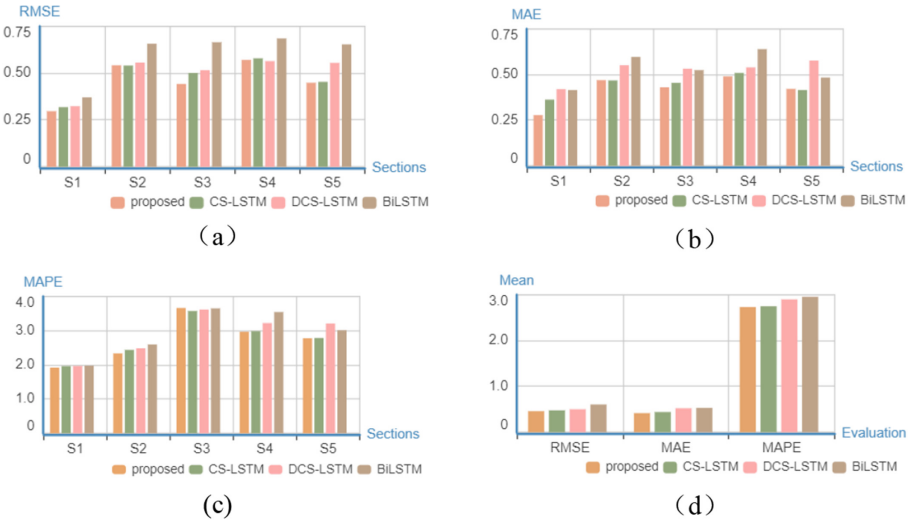 RMSE
0.75
0.50
0.25
0
Sections
S1 S2 S3 S4 S5
proposed CS-LSTM DCS-LSTM BiLSTM
(a)
MAE
0.75
0.50
0.25
0
Sections
S1 S2 S3 S4 S5
proposed CS-LSTM DCS-LSTM BiLSTM
(b)
MAPE
4.0
3.0
2.0
1.0
0
Sections
S1 S2 S3 S4 S5
proposed CS-LSTM DCS-LSTM BiLSTM
(c)
Mean
3.0
1.0
0
Evaluation
RMSE MAE MAPE
proposed CS-LSTM DCS-LSTM BiLSTM
(d)